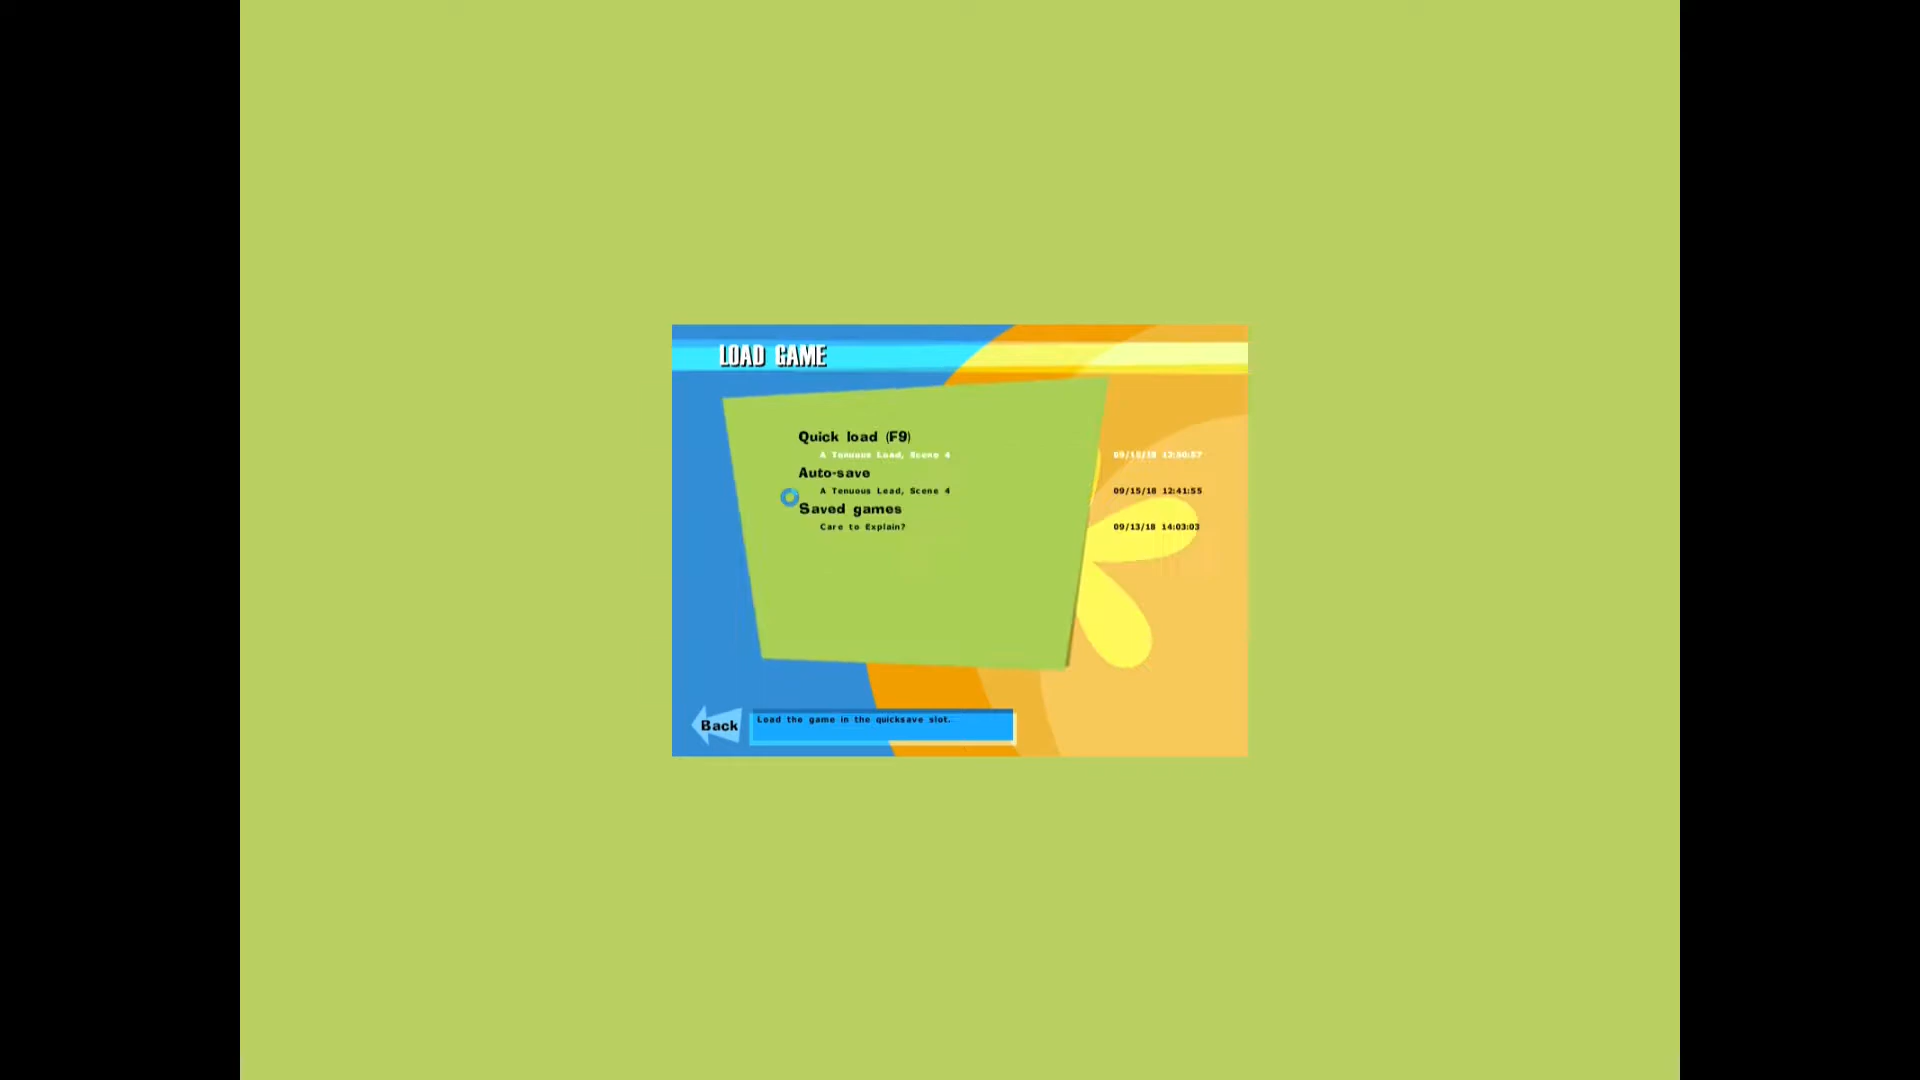 LOAD GAME
Quick load (F9)
A Tenuous Lead, Scene 4
Auto-save
A Tenuous Lead, Scene 4 09/15/18 12:41:55
Saved games
Care to Explain? 09/13/18 14:03:03
Back
Load the game in the quicksave slot.